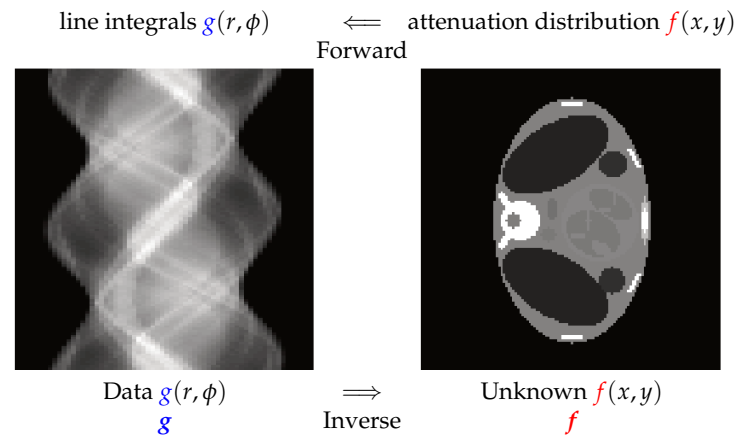 line integrals g(r, ϕ) ⟸ attenuation distribution f(x, y)
Forward
Data g(r, ϕ) ⟹ Unknown f(x, y)
g Inverse f